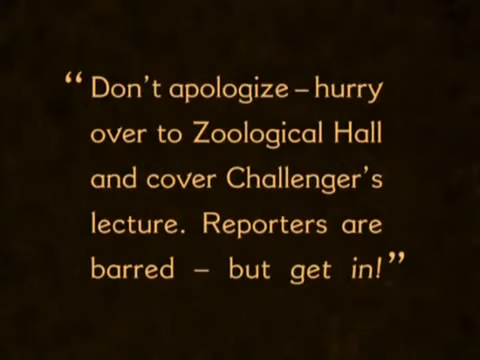 “Don’t apologize – hurry
over to Zoological Hall
and cover Challenger’s
lecture. Reporters are
barred – but get in!”